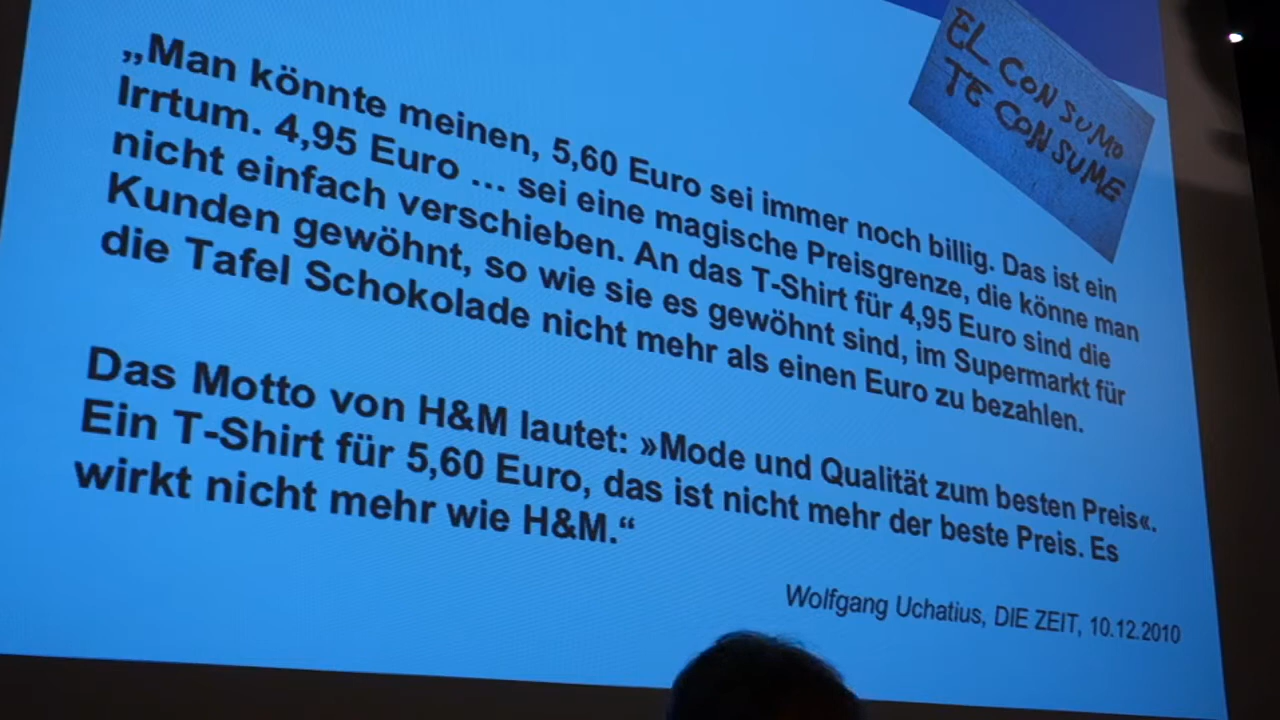 EL CONSUMO
TE CONSUME
„Man könnte meinen, 5,60 Euro sei immer noch billig. Das ist ein
Irrtum. 4,95 Euro ... sei eine magische Preisgrenze, die könne man
nicht einfach verschieben. An das T-Shirt für 4,95 Euro sind die
Kunden gewöhnt, so wie sie es gewöhnt sind, im Supermarkt für
die Tafel Schokolade nicht mehr als einen Euro zu bezahlen.
Das Motto von H&M lautet: »Mode und Qualität zum besten Preis«.
Ein T-Shirt für 5,60 Euro, das ist nicht mehr der beste Preis. Es
wirkt nicht mehr wie H&M.“
Wolfgang Uchatius, DIE ZEIT, 10.12.2010